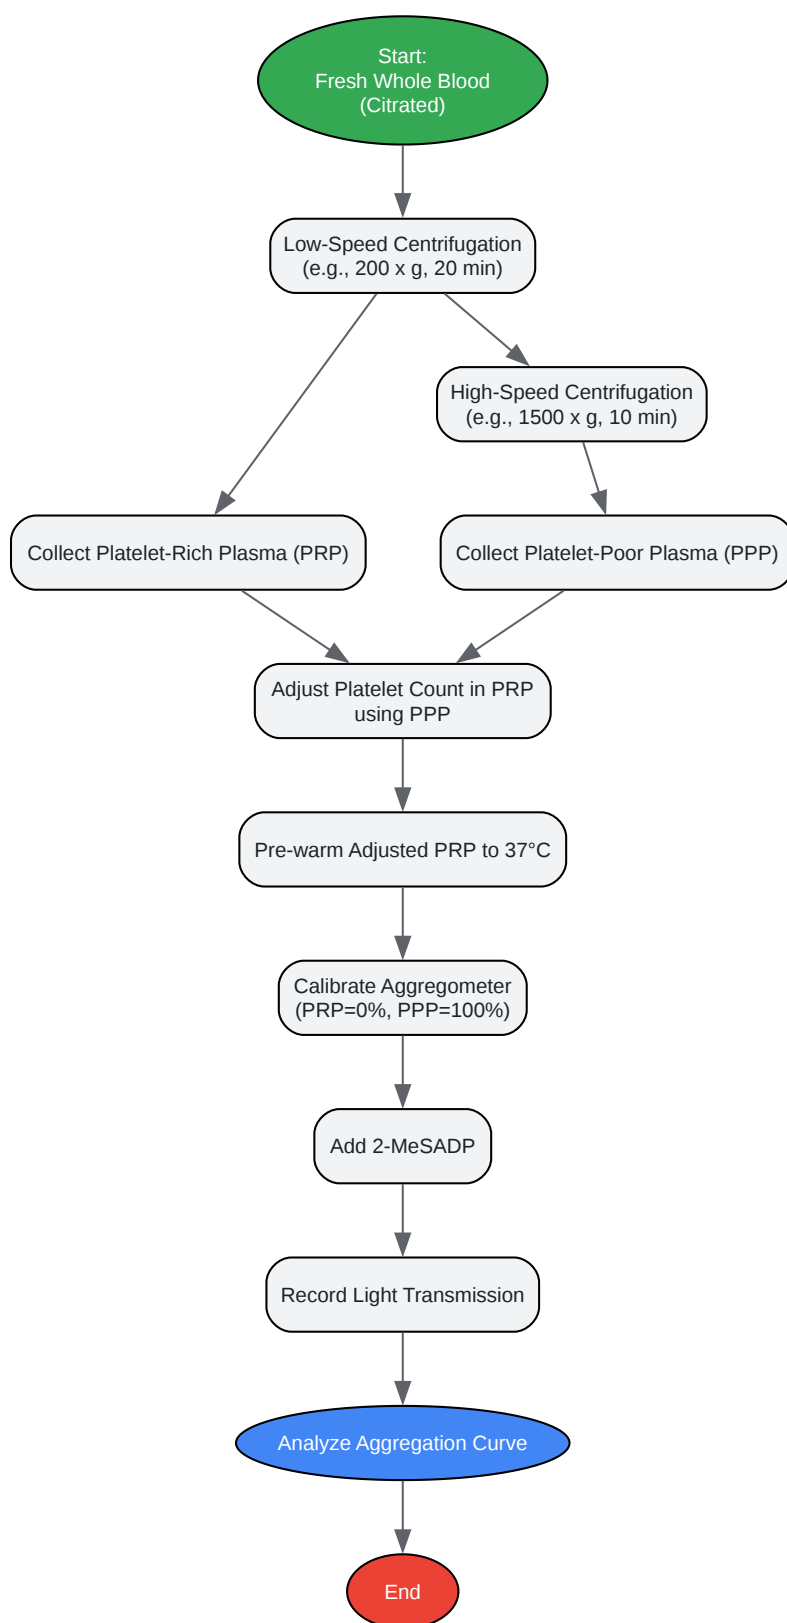 Start:
Fresh Whole Blood
(Citrated)
Low-Speed Centrifugation
(e.g., 200 x g, 20 min)
High-Speed Centrifugation
(e.g., 1500 x g, 10 min)
Collect Platelet-Rich Plasma (PRP)
Collect Platelet-Poor Plasma (PPP)
Adjust Platelet Count in PRP
using PPP
Pre-warm Adjusted PRP to 37°C
Calibrate Aggregometer
(PRP=0%, PPP=100%)
Add 2-MeSADP
Record Light Transmission
Analyze Aggregation Curve
End